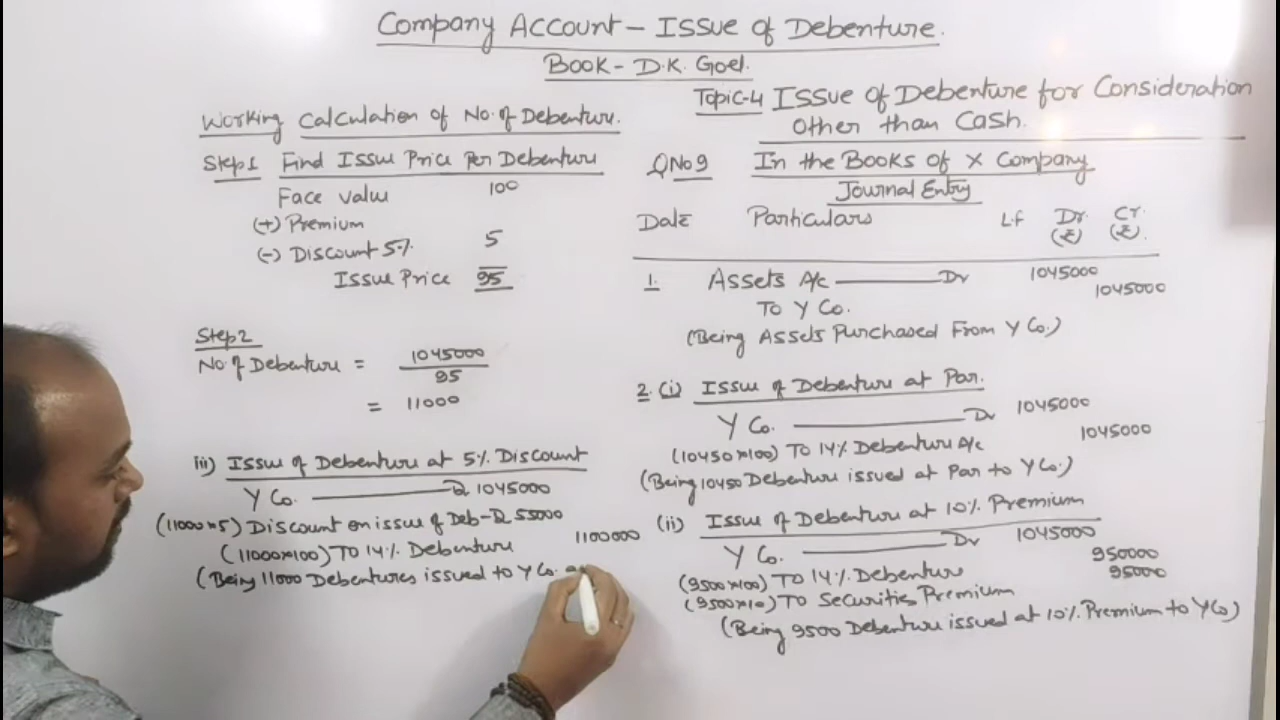 Company Account - Issue of Debenture.
Book - D.K. Goel.
Topic-4 Issue of Debenture for Consideration
Other than Cash.
Working Calculation of No. of Debenture.
Step1 Find Issue Price Per Debenture
Face value 100
(+) Premium
(-) Discount 5% 5
Issue Price 95
Step2
No. of Debenture = 1045000
95
= 11000
iii) Issue of Debenture at 5% Discount
Y Co. Dr 1045000
(11000×5) Discount on issue of Deb-Dr 55000
(11000×100) To 14% Debenture 1100000
(Being 11000 Debentures issued to Y Co.
QNo9 In the Books of X Company
Journal Entry
Date Particulars Lf Dr. (₹) Cr. (₹)
1. Assets A/c Dr 1045000
To Y Co. 1045000
(Being Assets Purchased From Y Co.)
2. (i) Issue of Debenture at Par.
Y Co. Dr 1045000
(10450×100) To 14% Debenture A/c 1045000
(Being 10450 Debenture issued at Par to Y Co.)
(ii) Issue of Debenture at 10% Premium
Y Co. Dr 1045000
(9500×100) To 14% Debenture 950000
(9500×10) To Securities Premium 95000
(Being 9500 Debenture issued at 10% Premium to Y Co)